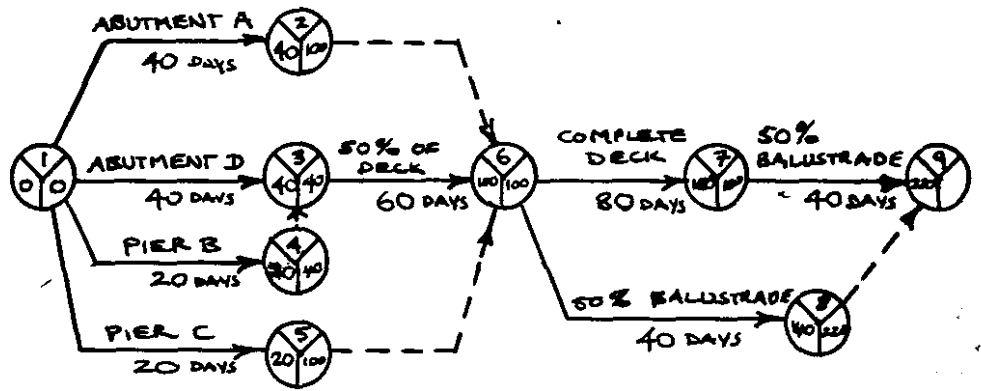 ABUTMENT A
40 DAYS
2
40 100
1
0 0
ABUTMENT D
40 DAYS
3
40 40
50% OF
DECK
60 DAYS
6
100 100
COMPLETE
DECK
80 DAYS
7
180
50%
BALUSTRADE
40 DAYS
9
220
PIER B
20 DAYS
4
40
PIER C
20 DAYS
5
20 100
50% BALUSTRADE
40 DAYS
8
220